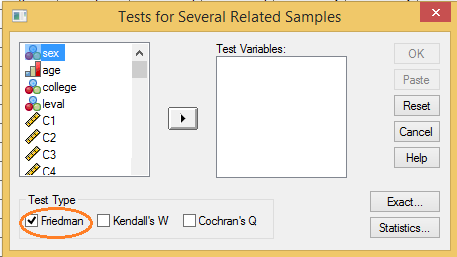 Tests for Several Related Samples
Test Variables:
sex
age
college
leval
C1
C2
C3
C4
OK
Paste
Reset
Cancel
Help
Test Type
Friedman Kendall's W Cochran's Q
Exact...
Statistics...